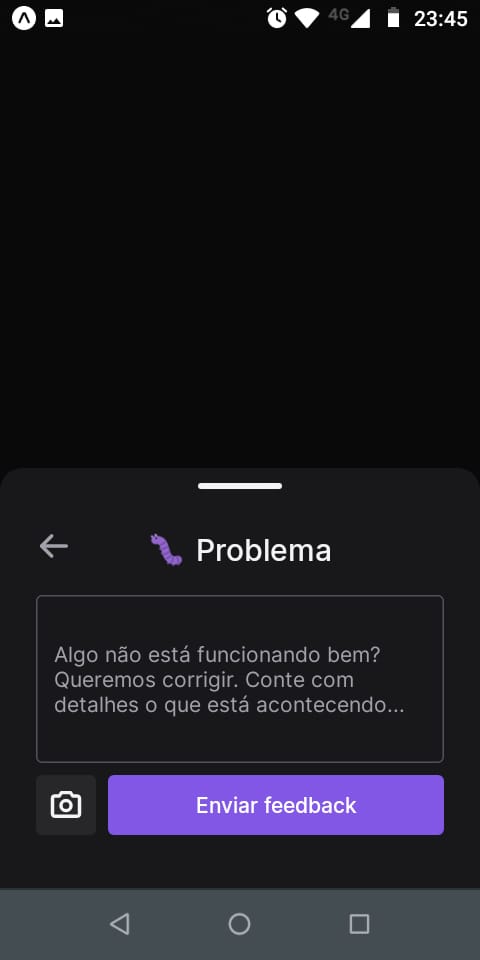 4G 23:45
Problema
Algo não está funcionando bem?
Queremos corrigir. Conte com
detalhes o que está acontecendo...
Enviar feedback